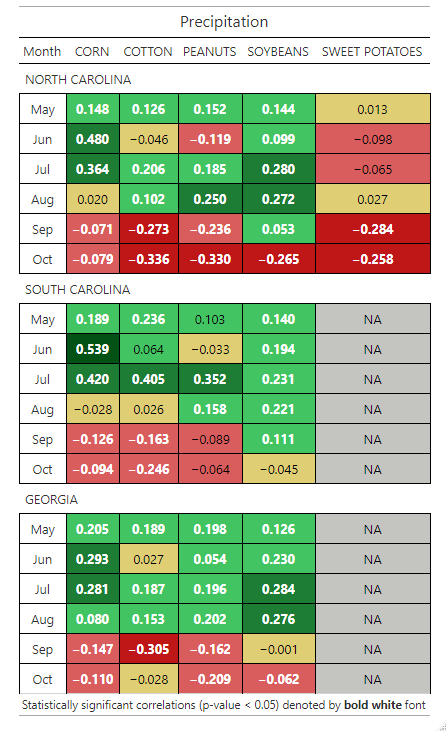 Precipitation
Month CORN COTTON PEANUTS SOYBEANS SWEET POTATOES
NORTH CAROLINA
May 0.148 0.126 0.152 0.144 0.013
Jun 0.480 −0.046 −0.119 0.099 −0.098
Jul 0.364 0.206 0.185 0.280 −0.065
Aug 0.020 0.102 0.250 0.272 0.027
Sep −0.071 −0.273 −0.236 0.053 −0.284
Oct −0.079 −0.336 −0.330 −0.265 −0.258
SOUTH CAROLINA
May 0.189 0.236 0.103 0.140 NA
Jun 0.539 0.064 −0.033 0.194 NA
Jul 0.420 0.405 0.352 0.231 NA
Aug −0.028 0.026 0.158 0.221 NA
Sep −0.126 −0.163 −0.089 0.111 NA
Oct −0.094 −0.246 −0.064 −0.045 NA
GEORGIA
May 0.205 0.189 0.198 0.126 NA
Jun 0.293 0.027 0.054 0.230 NA
Jul 0.281 0.187 0.196 0.284 NA
Aug 0.080 0.153 0.202 0.276 NA
Sep −0.147 −0.305 −0.162 −0.001 NA
Oct −0.110 −0.028 −0.209 −0.062 NA
Statistically significant correlations (p-value < 0.05) denoted by bold white font